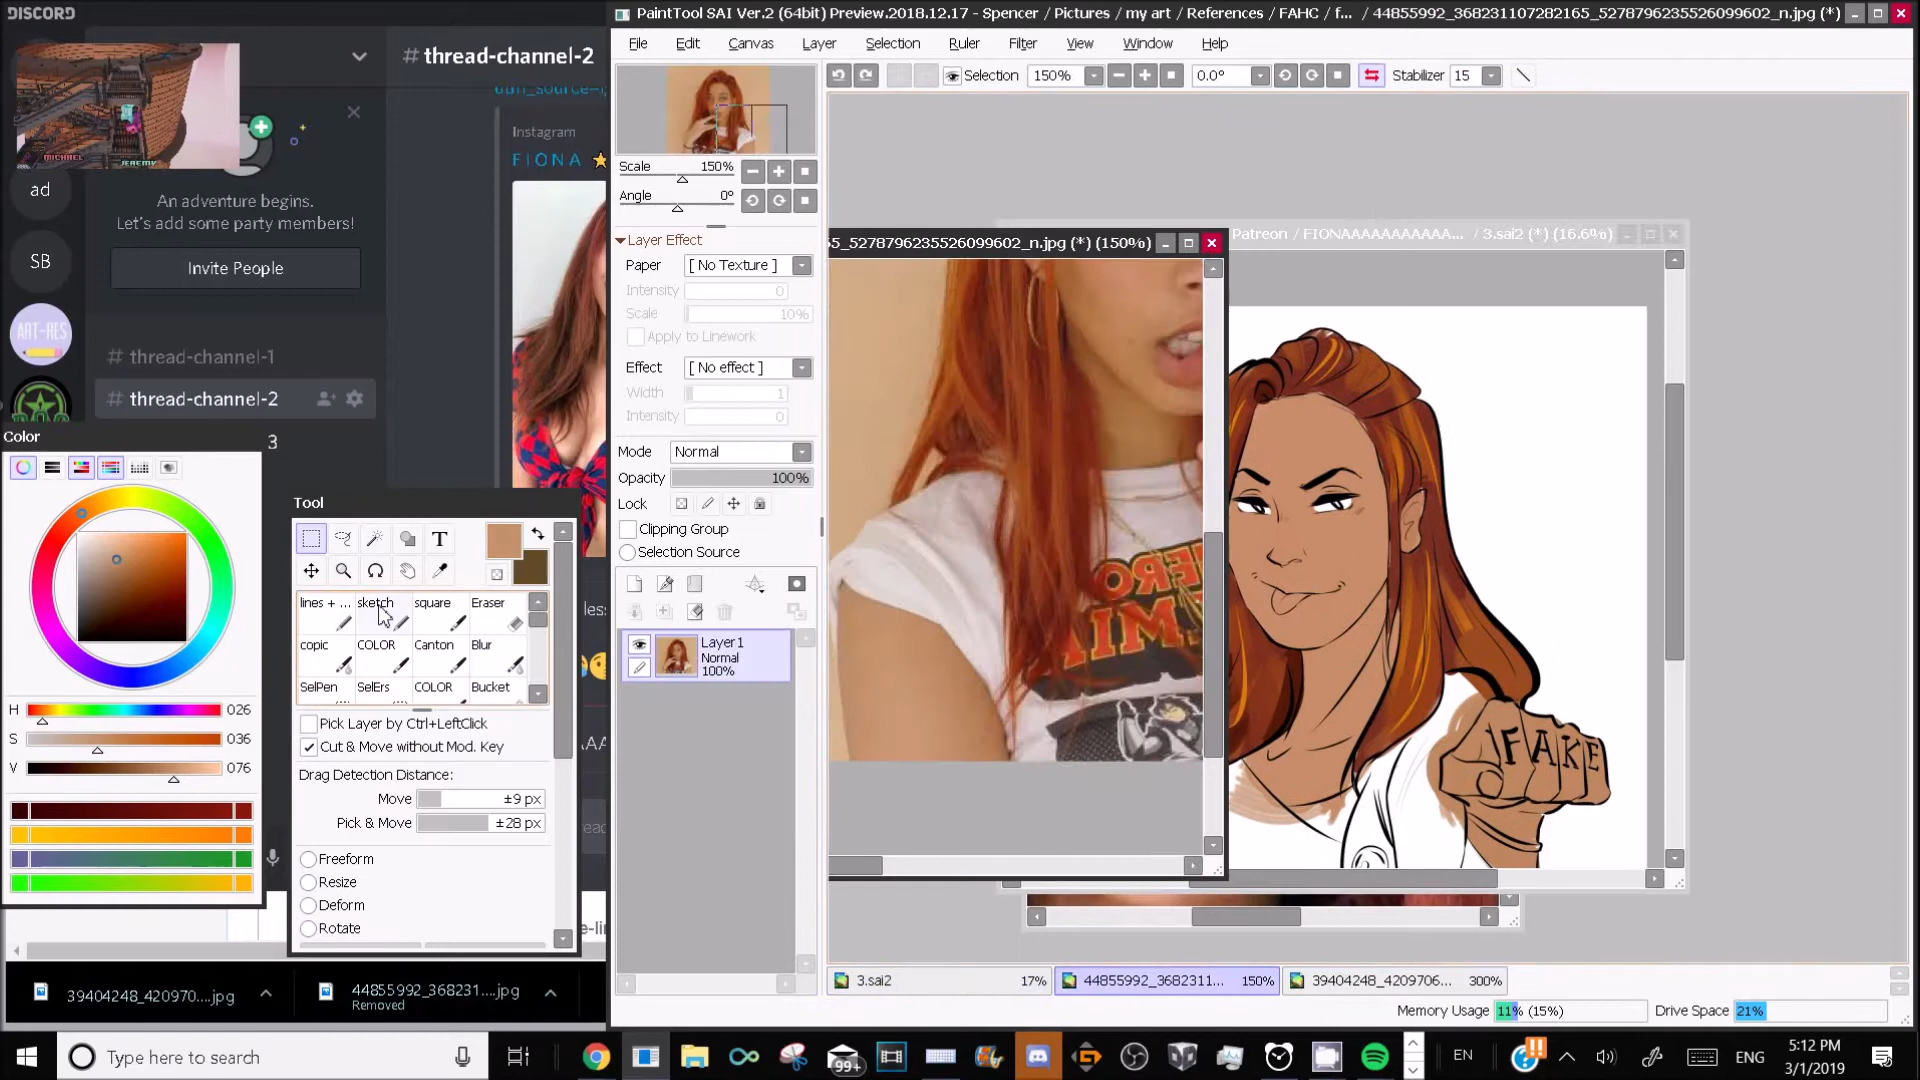 DISCORD
PaintTool SAI Ver.2 (64bit) Preview.2018.12.17 - Spencer / Pictures / my art / References / FAHC / f... / 44855992_368231107282165_5278796235526099602_n.jpg (*)
File Edit Canvas Layer Selection Ruler Filter View Window Help
# thread-channel-2
Selection 150% 0.0° Stabilizer 15
MICHAEL
JEREMY
Instagram
FIONA
ad
An adventure begins.
Let's add some party members!
Invite People
SB
ART-RES
# thread-channel-1
# thread-channel-2
3
Scale 150%
Angle 0°
Layer Effect
Paper [ No Texture ]
Intensity 0
Scale 10%
Apply to Linework
Effect [ No effect ]
Width 1
Intensity 0
Mode Normal
Opacity 100%
Lock
Clipping Group
Selection Source
Layer1
Normal
100%
5_5278796235526099602_n.jpg (*) (150%)
Patreon / FIONAAAAAAAAAAA... / 3.sai2 (*) (16.6%)
FAKE
Color
H 026
S 036
V 076
Tool
T
lines + ... sketch square Eraser
copic COLOR Canton Blur
SelPen SelErs COLOR Bucket
Pick Layer by Ctrl+LeftClick
Cut & Move without Mod. Key
Drag Detection Distance:
Move ±9 px
Pick & Move ±28 px
Freeform
Resize
Deform
Rotate
3.sai2 17%
44855992_3682311... 150%
39404248_4209706... 300%
Memory Usage 11% (15%) Drive Space 21%
39404248_420970....jpg
44855992_368231....jpg
Removed
Type here to search
99+
EN
ENG
5:12 PM
3/1/2019